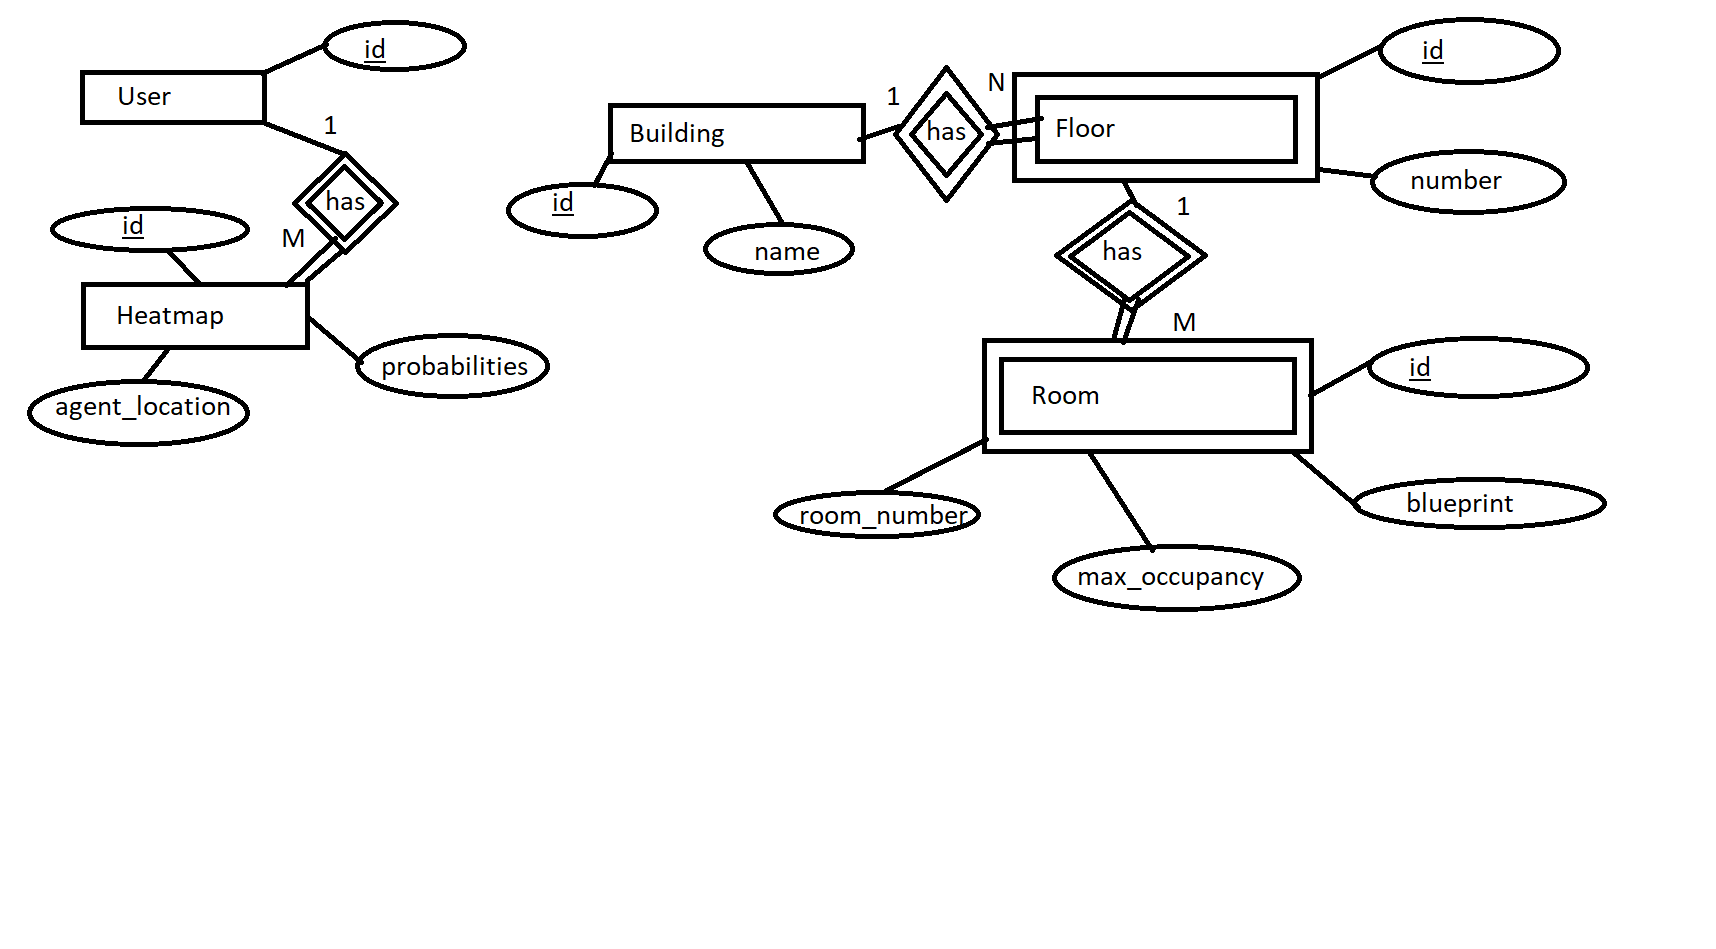 id
User
1
has
M
id
Heatmap
probabilities
agent_location
Building
1
has
N
Floor
id
number
id
name
1
has
M
Room
id
blueprint
room_number
max_occupancy